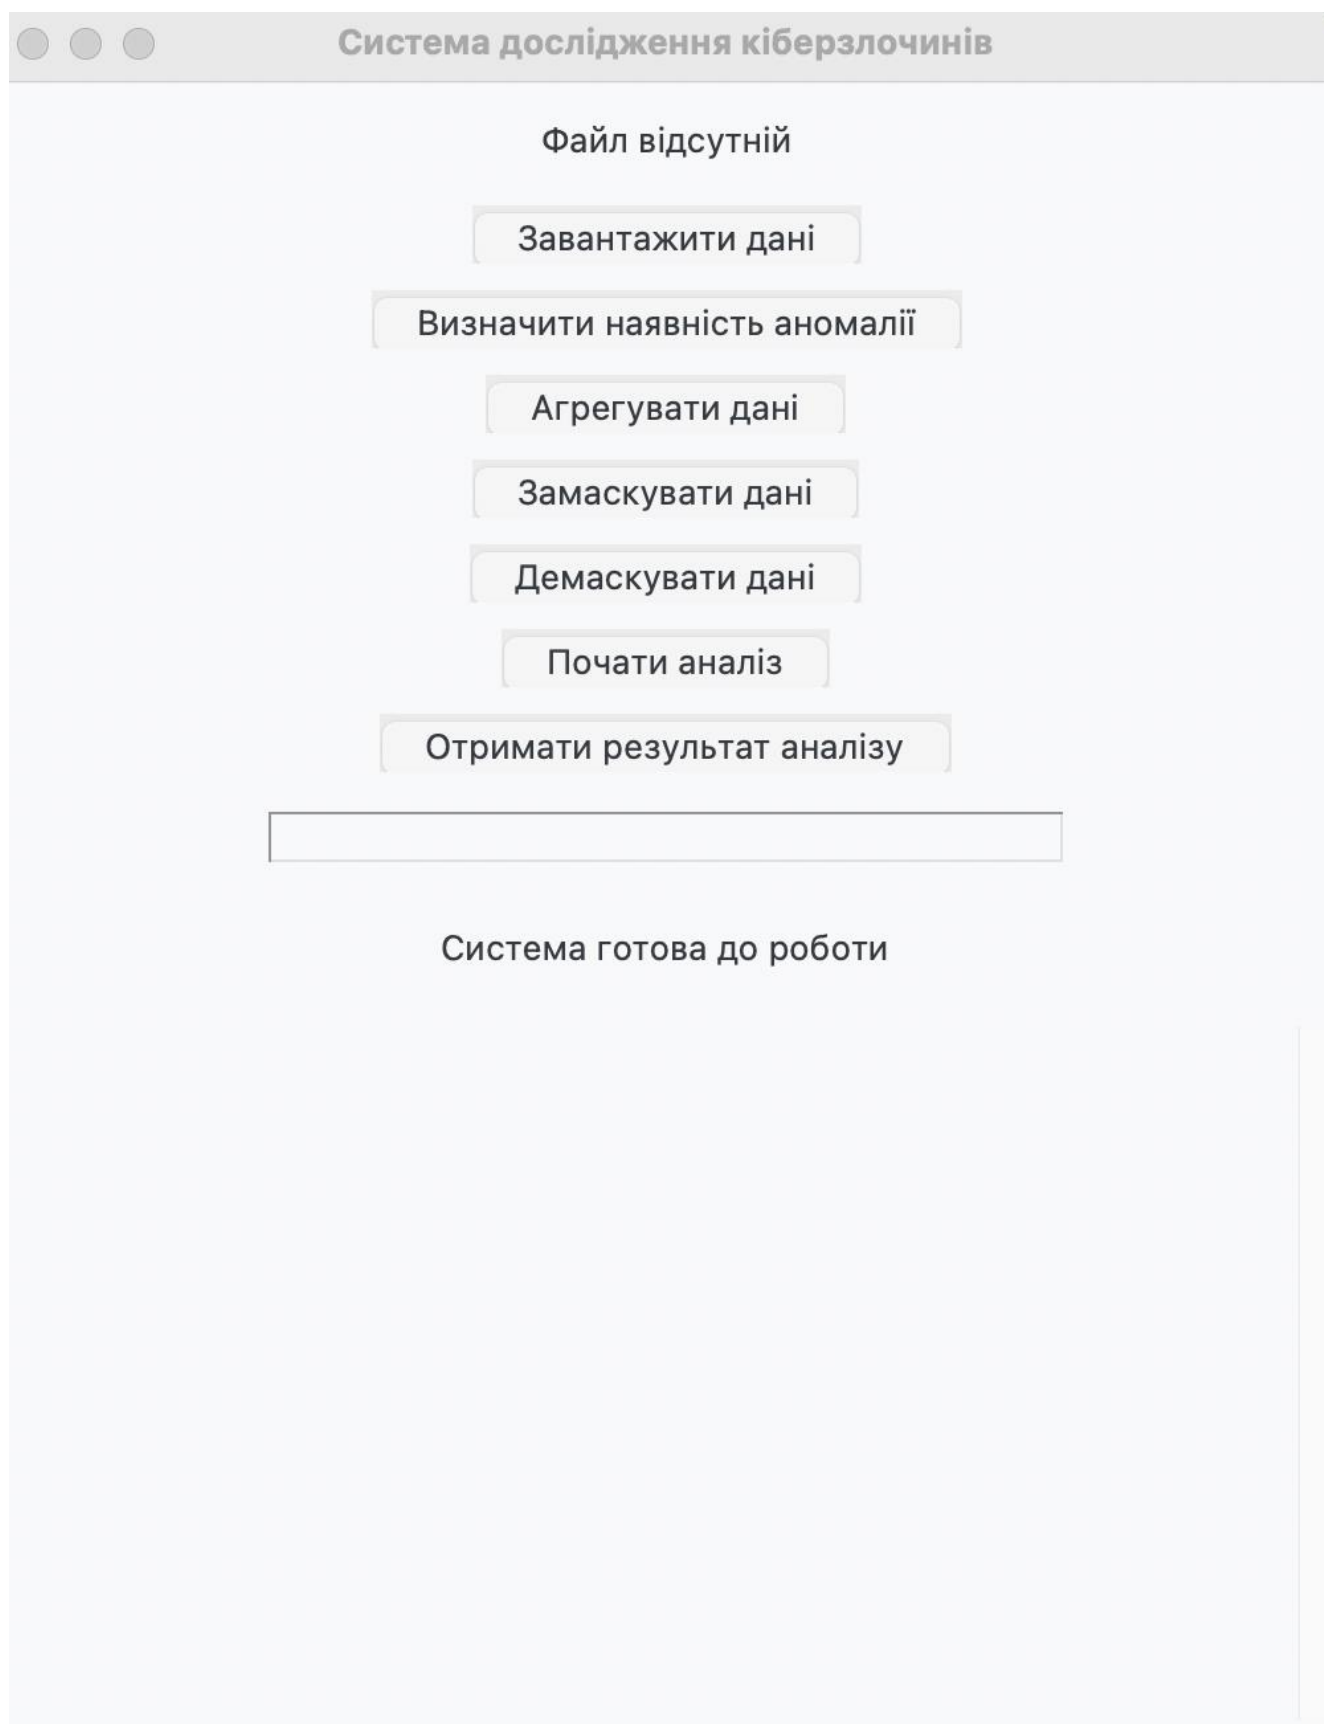 Система дослідження кіберзлочинів
Файл відсутній
Завантажити дані
Визначити наявність аномалії
Агрегувати дані
Замаскувати дані
Демаскувати дані
Почати аналіз
Отримати результат аналізу
Система готова до роботи